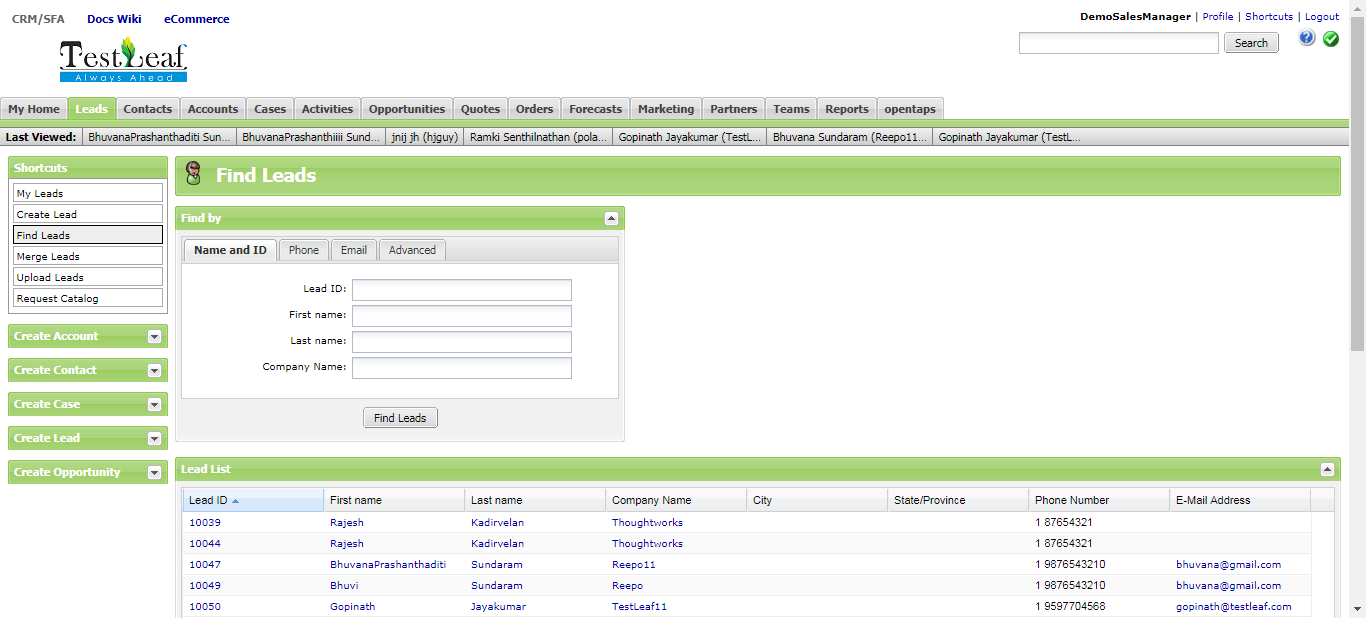 CRM/SFA Docs Wiki eCommerce
DemoSalesManager | Profile | Shortcuts | Logout
TestLeaf
Always Ahead
Search
My Home Leads Contacts Accounts Cases Activities Opportunities Quotes Orders Forecasts Marketing Partners Teams Reports opentaps
Last Viewed: BhuvanaPrashanthaditi Sun... BhuvanaPrashanthiiii Sund... jnij jh (hjguy) Ramki Senthilnathan (pola... Gopinath Jayakumar (TestL... Bhuvana Sundaram (Reepo11... Gopinath Jayakumar (TestL...
Shortcuts
My Leads
Create Lead
Find Leads
Merge Leads
Upload Leads
Request Catalog
Create Account
Create Contact
Create Case
Create Lead
Create Opportunity
Find Leads
Find by
Name and ID Phone Email Advanced
Lead ID:
First name:
Last name:
Company Name:
Find Leads
Lead List
Lead ID First name Last name Company Name City State/Province Phone Number E-Mail Address
10039 Rajesh Kadirvelan Thoughtworks 1 87654321
10044 Rajesh Kadirvelan Thoughtworks 1 87654321
10047 BhuvanaPrashanthaditi Sundaram Reepo11 1 9876543210 bhuvana@gmail.com
10049 Bhuvi Sundaram Reepo 1 9876543210 bhuvana@gmail.com
10050 Gopinath Jayakumar TestLeaf11 1 9597704568 gopinath@testleaf.com